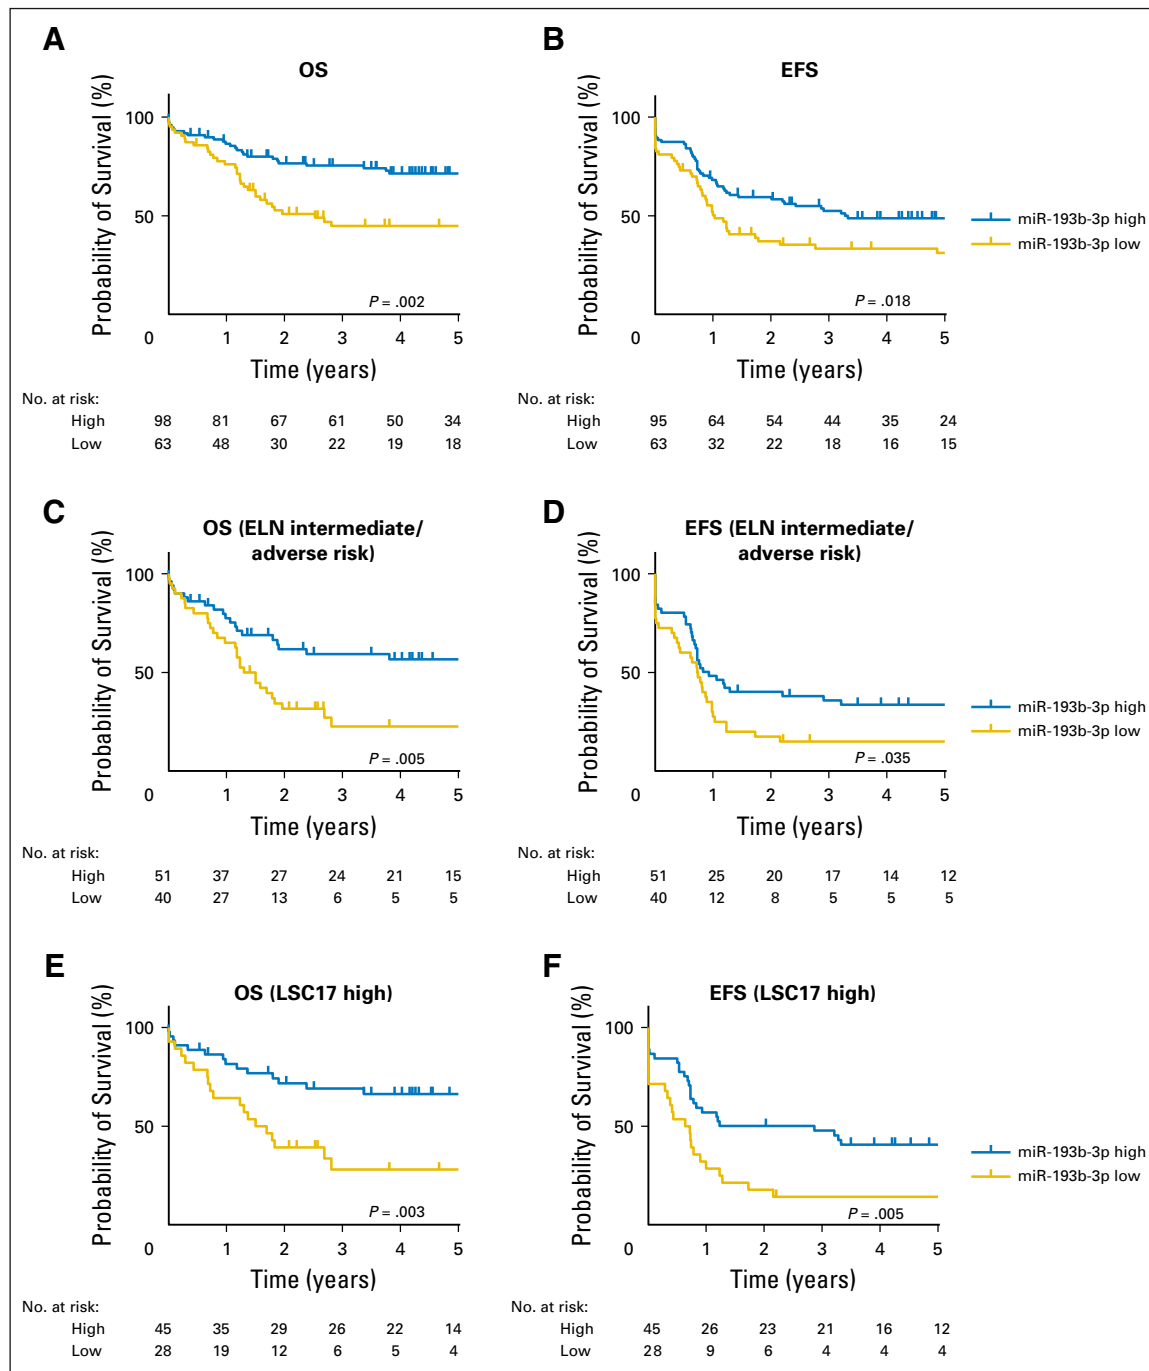 A
OS
Probability of Survival (%)
100
50
P = .002
0 1 2 3 4 5
Time (years)
No. at risk:
High 98 81 67 61 50 34
Low 63 48 30 22 19 18
B
EFS
Probability of Survival (%)
100
50
P = .018
0 1 2 3 4 5
Time (years)
No. at risk:
High 95 64 54 44 35 24
Low 63 32 22 18 16 15
miR-193b-3p high
miR-193b-3p low
C
OS (ELN intermediate/
adverse risk)
Probability of Survival (%)
100
50
P = .005
0 1 2 3 4 5
Time (years)
No. at risk:
High 51 37 27 24 21 15
Low 40 27 13 6 5 5
D
EFS (ELN intermediate/
adverse risk)
Probability of Survival (%)
100
50
P = .035
0 1 2 3 4 5
Time (years)
No. at risk:
High 51 25 20 17 14 12
Low 40 12 8 5 5 5
miR-193b-3p high
miR-193b-3p low
E
OS (LSC17 high)
Probability of Survival (%)
100
50
P = .003
0 1 2 3 4 5
Time (years)
No. at risk:
High 45 35 29 26 22 14
Low 28 19 12 6 5 4
F
EFS (LSC17 high)
Probability of Survival (%)
100
50
P = .005
0 1 2 3 4 5
Time (years)
No. at risk:
High 45 26 23 21 16 12
Low 28 9 6 4 4 4
miR-193b-3p high
miR-193b-3p low